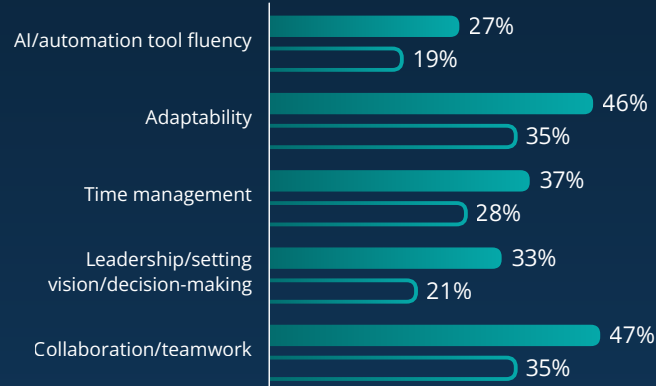 AI/automation tool fluency
27%
19%
Adaptability
46%
35%
Time management
37%
28%
Leadership/setting
vision/decision-making
33%
21%
Collaboration/teamwork
47%
35%